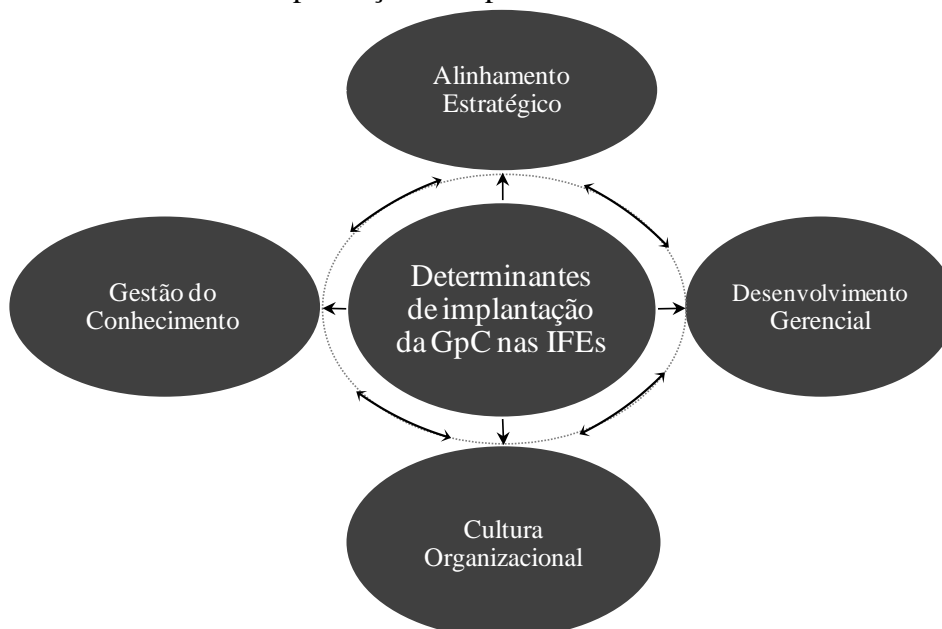 Alinhamento
Estratégico
Gestão do
Conhecimento
Determinantes
de implantação
da GpC nas IFEs
Desenvolvimento
Gerencial
Cultura
Organizacional